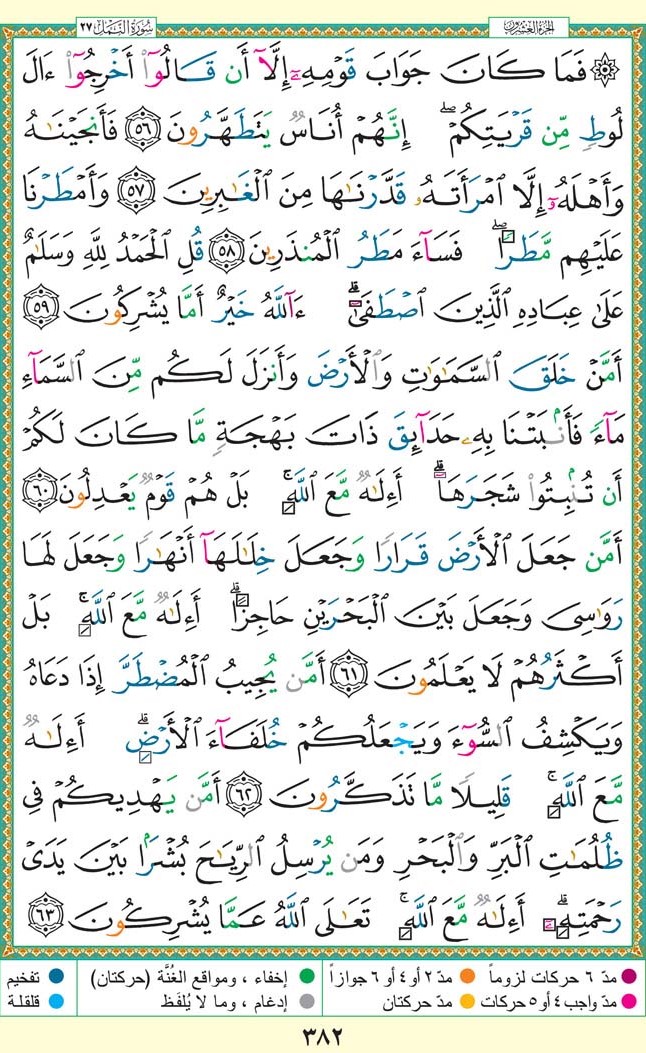 سُورَةُ النَّمۡلِ ٢٧
الجزء العشرون
۞ فَمَا كَانَ جَوَابَ قَوۡمِهِۦٓ إِلَّآ أَن قَالُوٓاْ أَخۡرِجُوٓاْ ءَالَ
لُوطٖ مِّن قَرۡيَتِكُمۡۖ إِنَّهُمۡ أُنَاسٞ يَتَطَهَّرُونَ ٥٦ فَأَنجَيۡنَٰهُ
وَأَهۡلَهُۥٓ إِلَّا ٱمۡرَأَتَهُۥ قَدَّرۡنَٰهَا مِنَ ٱلۡغَٰبِرِينَ ٥٧ وَأَمۡطَرۡنَا
عَلَيۡهِم مَّطَرٗاۖ فَسَآءَ مَطَرُ ٱلۡمُنذَرِينَ ٥٨ قُلِ ٱلۡحَمۡدُ لِلَّهِ وَسَلَٰمٌ
عَلَىٰ عِبَادِهِ ٱلَّذِينَ ٱصۡطَفَىٰٓۗ ءَآللَّهُ خَيۡرٌ أَمَّا يُشۡرِكُونَ ٥٩
أَمَّنۡ خَلَقَ ٱلسَّمَٰوَٰتِ وَٱلۡأَرۡضَ وَأَنزَلَ لَكُم مِّنَ ٱلسَّمَآءِ
مَآءٗ فَأَنۢبَتۡنَا بِهِۦ حَدَآئِقَ ذَاتَ بَهۡجَةٖ مَّا كَانَ لَكُمۡ
أَن تُنۢبِتُواْ شَجَرَهَآۗ أَءِلَٰهٞ مَّعَ ٱللَّهِۚ بَلۡ هُمۡ قَوۡمٞ يَعۡدِلُونَ ٦٠
أَمَّن جَعَلَ ٱلۡأَرۡضَ قَرَارٗا وَجَعَلَ خِلَٰلَهَآ أَنۡهَٰرٗا وَجَعَلَ لَهَا
رَوَٰسِيَ وَجَعَلَ بَيۡنَ ٱلۡبَحۡرَيۡنِ حَاجِزًاۗ أَءِلَٰهٞ مَّعَ ٱللَّهِۚ بَلۡ
أَكۡثَرُهُمۡ لَا يَعۡلَمُونَ ٦١ أَمَّن يُجِيبُ ٱلۡمُضۡطَرَّ إِذَا دَعَاهُ
وَيَكۡشِفُ ٱلسُّوٓءَ وَيَجۡعَلُكُمۡ خُلَفَآءَ ٱلۡأَرۡضِۗ أَءِلَٰهٞ
مَّعَ ٱللَّهِۚ قَلِيلٗا مَّا تَذَكَّرُونَ ٦٢ أَمَّن يَهۡدِيكُمۡ فِي
ظُلُمَٰتِ ٱلۡبَرِّ وَٱلۡبَحۡرِ وَمَن يُرۡسِلُ ٱلرِّيَٰحَ بُشۡرَۢا بَيۡنَ يَدَيۡ
رَحۡمَتِهِۦٓۗ أَءِلَٰهٞ مَّعَ ٱللَّهِۚ تَعَٰلَى ٱللَّهُ عَمَّا يُشۡرِكُونَ ٦٣
مدّ ٦ حركات لزوماً مدّ ٢ أو ٤ أو ٦ جوازاً إخفاء ، ومواقع الغُنَّة (حركتان) تفخيم
مدّ واجب ٤ أو ٥ حركات مدّ حركتان إدغام ، وما لا يُلفَظ قلقلة
٣٨٢